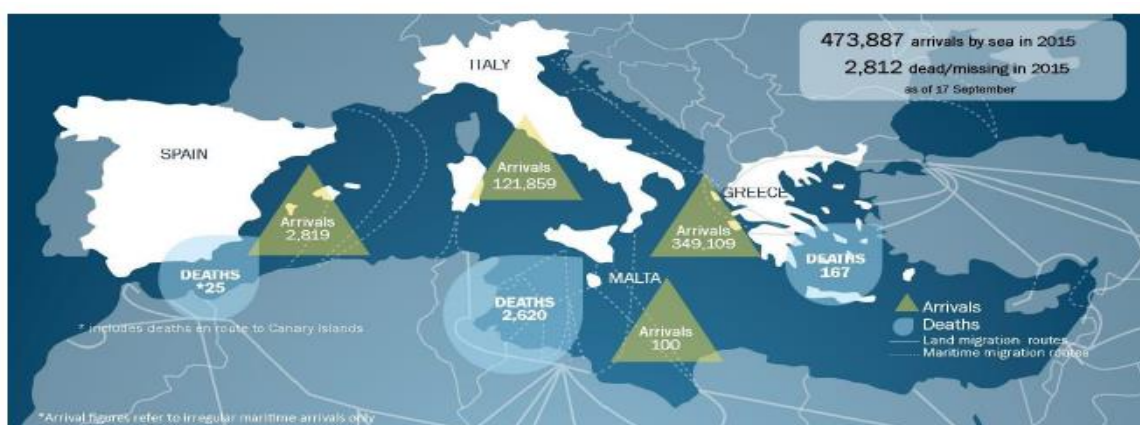 473,887 arrivals by sea in 2015
2,812 dead/missing in 2015
as of 17 September
ITALY
SPAIN
Arrivals
121,859
GREECE
Arrivals
2,819
Arrivals
349,109
DEATHS
*25
DEATHS
167
MALTA
DEATHS
2,620
Arrivals
100
Arrivals
Deaths
Land migration routes
Maritime migration routes
* includes deaths en route to Canary Islands
*Arrival figures refer to irregular maritime arrivals only